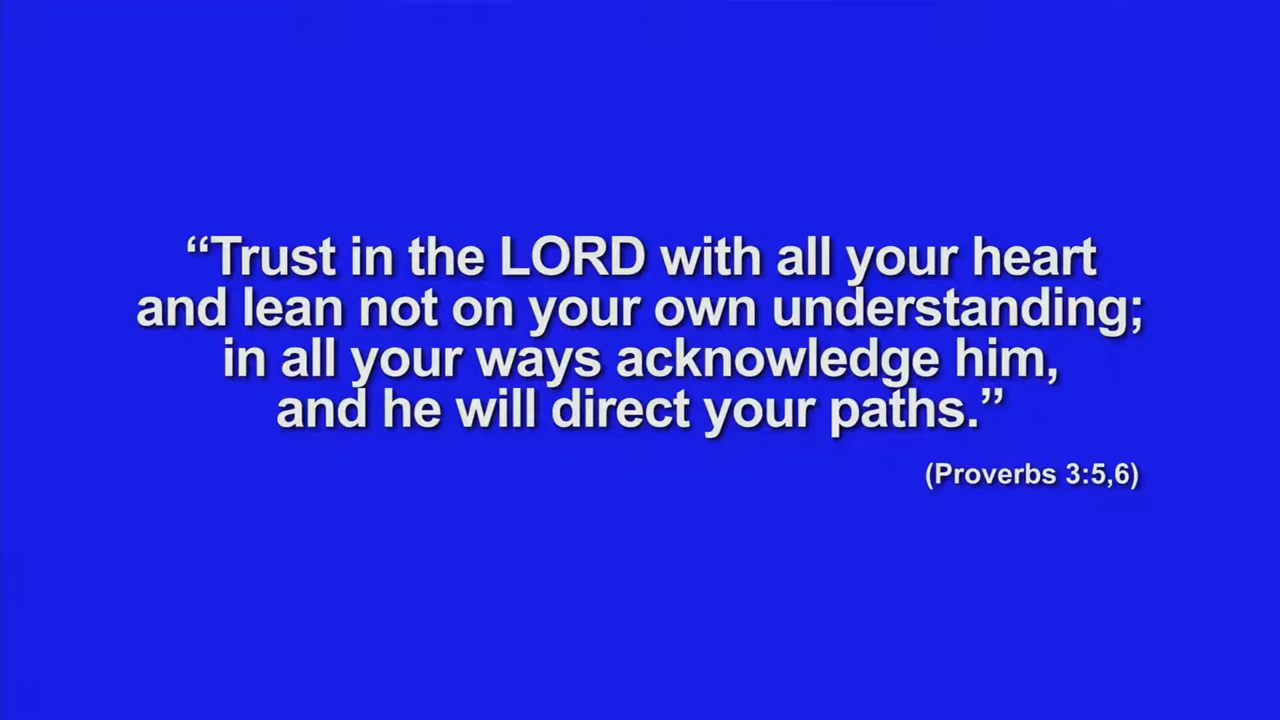 “Trust in the LORD with all your heart
and lean not on your own understanding;
in all your ways acknowledge him,
and he will direct your paths.”
(Proverbs 3:5,6)